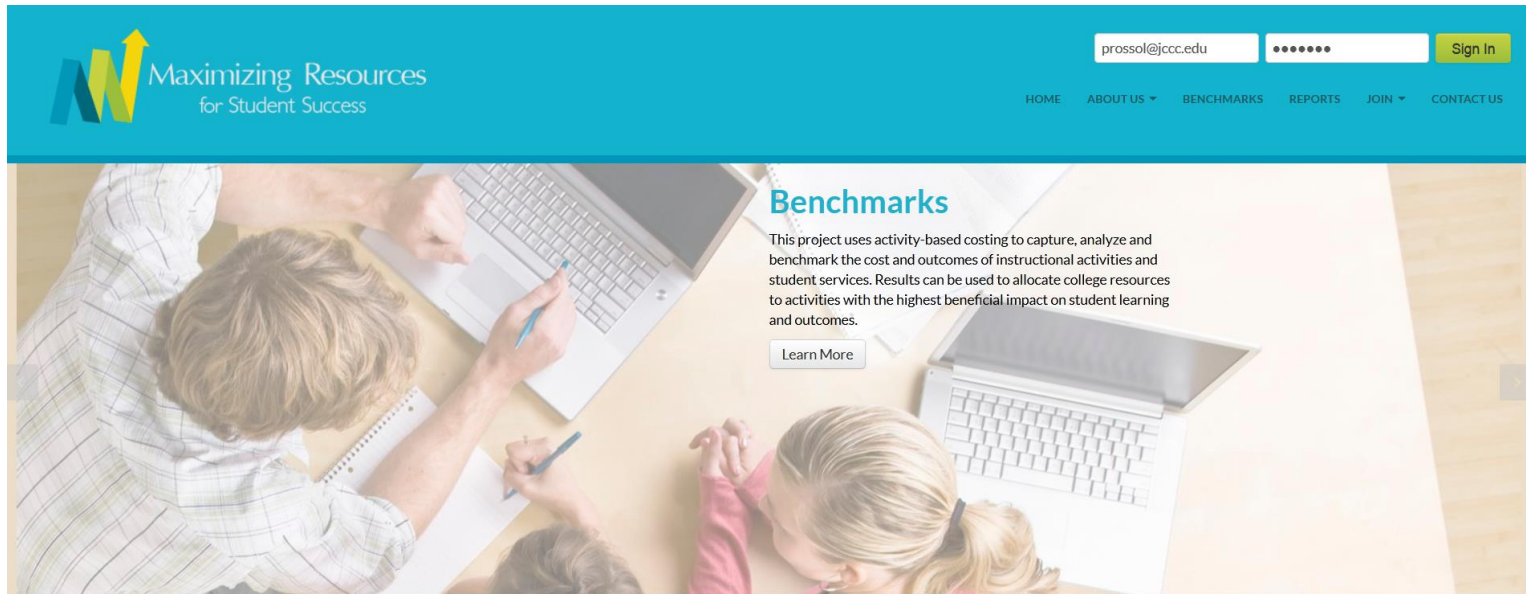 prossol@jccc.edu
•••••••
Sign In
Maximizing Resources
for Student Success
HOME ABOUT US BENCHMARKS REPORTS JOIN CONTACT US
Benchmarks
This project uses activity-based costing to capture, analyze and
benchmark the cost and outcomes of instructional activities and
student services. Results can be used to allocate college resources
to activities with the highest beneficial impact on student learning
and outcomes.
Learn More